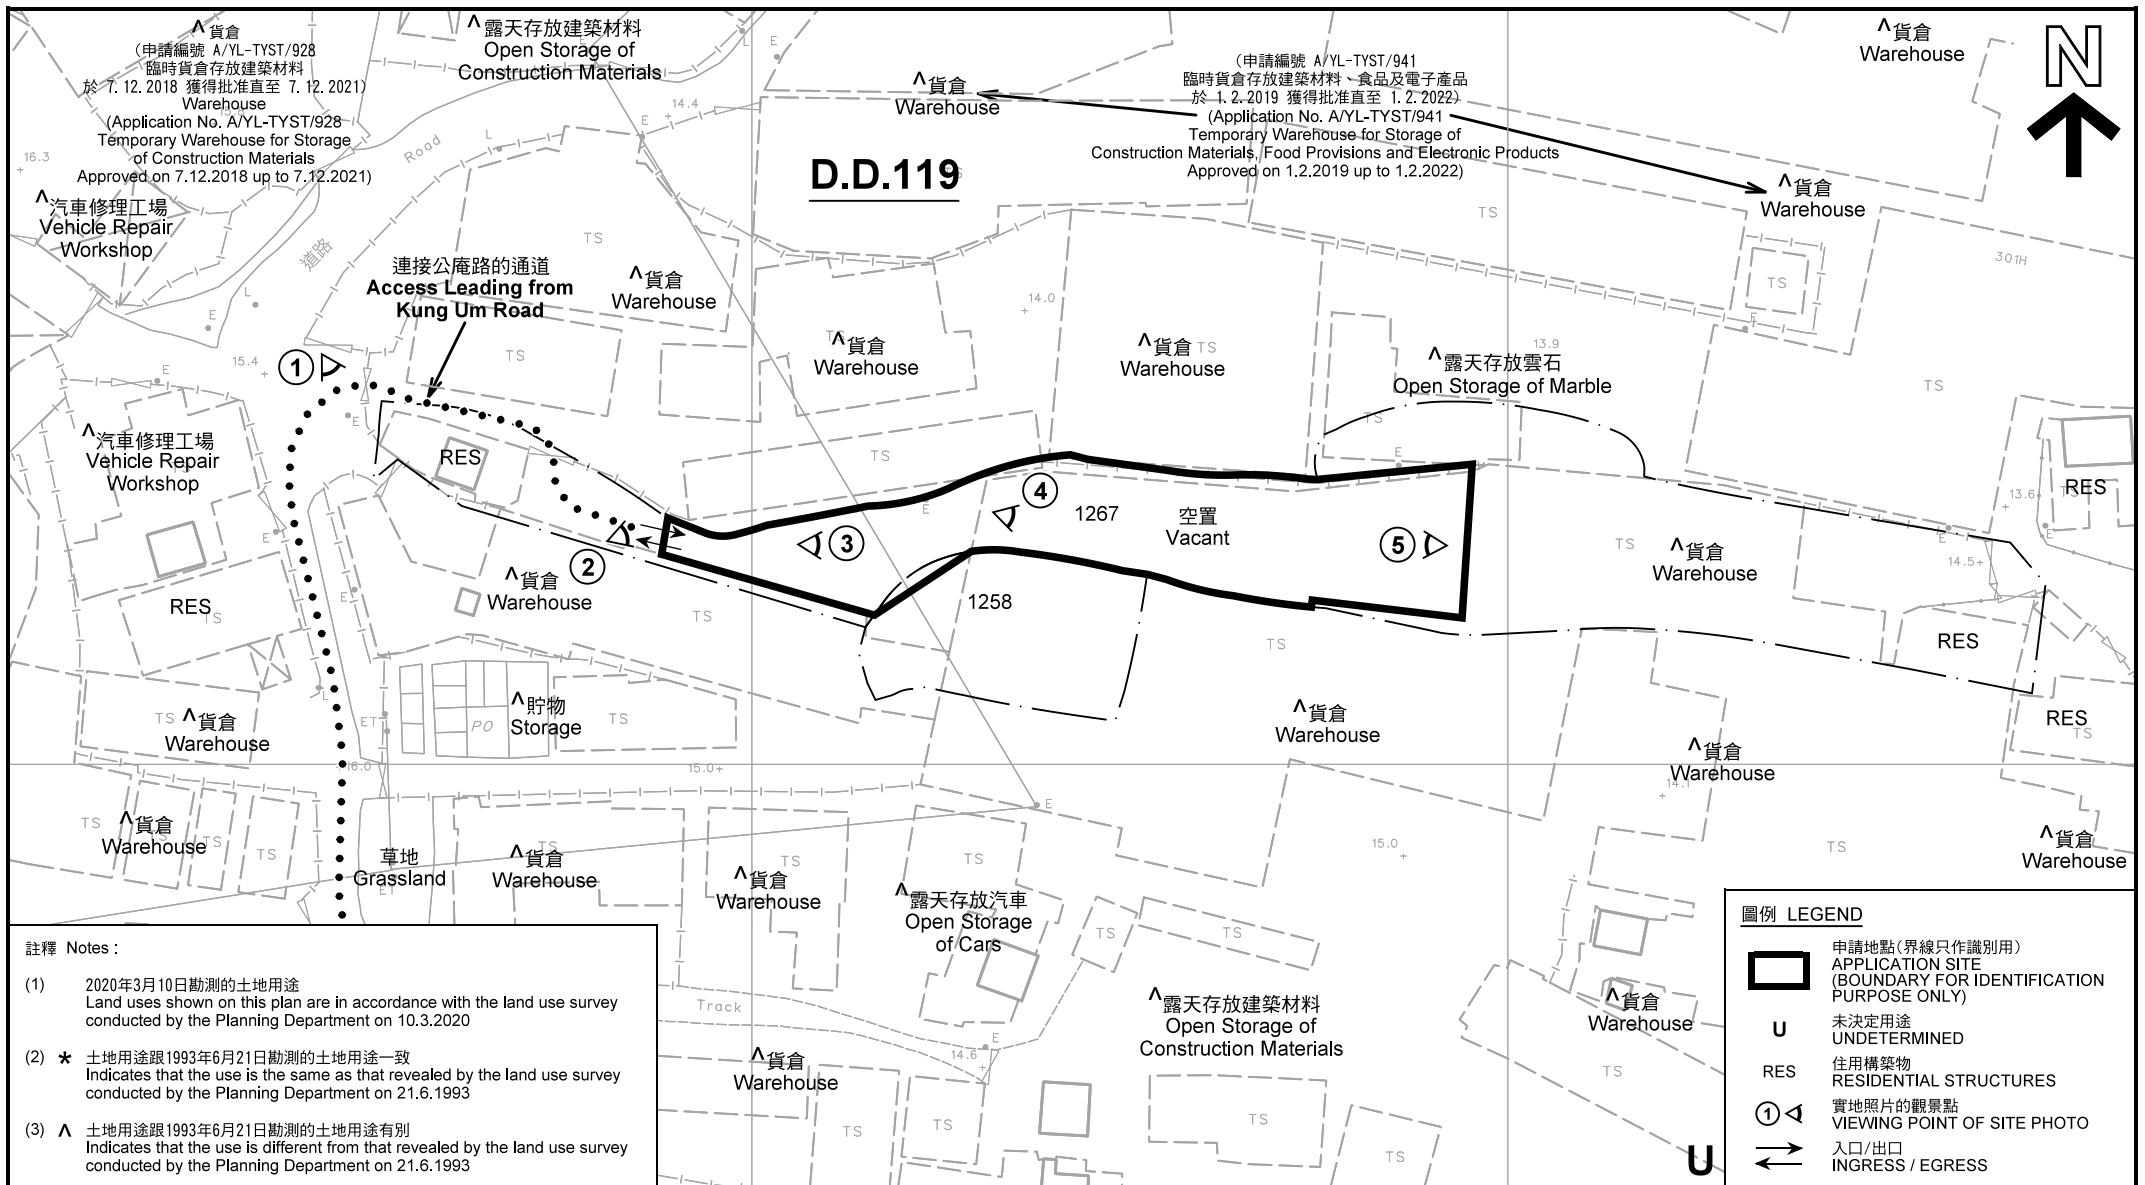 ^貨倉
(申請編號 A/YL-TYST/928
臨時貨倉存放建築材料
於 7.12.2018 獲得批准直至 7.12.2021)
Warehouse
(Application No. A/YL-TYST/928
Temporary Warehouse for Storage
of Construction Materials
Approved on 7.12.2018 up to 7.12.2021)
^露天存放建築材料
Open Storage of
Construction Materials
^貨倉
Warehouse
(申請編號 A/YL-TYST/941
臨時貨倉存放建築材料、食品及電子產品
於 1.2.2019 獲得批准直至 1.2.2022)
(Application No. A/YL-TYST/941
Temporary Warehouse for Storage of
Construction Materials, Food Provisions and Electronic Products
Approved on 1.2.2019 up to 1.2.2022)
^貨倉
Warehouse
N
D.D.119
^貨倉
Warehouse
^汽車修理工場
Vehicle Repair
Workshop
16.3
14.4
Road
道路
TS
TS
301H
TS
連接公庵路的通道
Access Leading from
Kung Um Road
^貨倉
Warehouse
14.0
^貨倉
Warehouse
^貨倉
Warehouse
TS
13.9
^露天存放雲石
Open Storage of Marble
TS
15.4
1
TS
^汽車修理工場
Vehicle Repair
Workshop
RES
TS
TS
4
1267
空置
Vacant
3
5
2
TS
^貨倉
Warehouse
14.5
13.6
RES
RES
TS
^貨倉
Warehouse
TS
1258
TS
RES
^貨倉
Warehouse
TS
^貯物
Storage
PO
TS
^貨倉
Warehouse
^貨倉
Warehouse
RES
TS
16.0
15.0
14.1
^貨倉
Warehouse
TS
TS
TS
草地
Grassland
ET
^貨倉
Warehouse
TS
^貨倉
Warehouse
TS
^露天存放汽車
Open Storage
of Cars
TS
15.0
TS
^貨倉
Warehouse
TS
TS
Track
14.6
^貨倉
Warehouse
^露天存放建築材料
Open Storage of
Construction Materials
^貨倉
Warehouse
TS
TS
TS
TS
TS
U
註釋 Notes :
(1) 2020年3月10日勘測的土地用途
Land uses shown on this plan are in accordance with the land use survey
conducted by the Planning Department on 10.3.2020
(2) * 土地用途跟1993年6月21日勘測的土地用途一致
Indicates that the use is the same as that revealed by the land use survey
conducted by the Planning Department on 21.6.1993
(3) ^ 土地用途跟1993年6月21日勘測的土地用途有別
Indicates that the use is different from that revealed by the land use survey
conducted by the Planning Department on 21.6.1993
圖例 LEGEND
申請地點(界線只作識別用)
APPLICATION SITE
(BOUNDARY FOR IDENTIFICATION
PURPOSE ONLY)
U 未決定用途
UNDETERMINED
RES 住用構築物
RESIDENTIAL STRUCTURES
1 實地照片的觀景點
VIEWING POINT OF SITE PHOTO
入口/出口
INGRESS / EGRESS